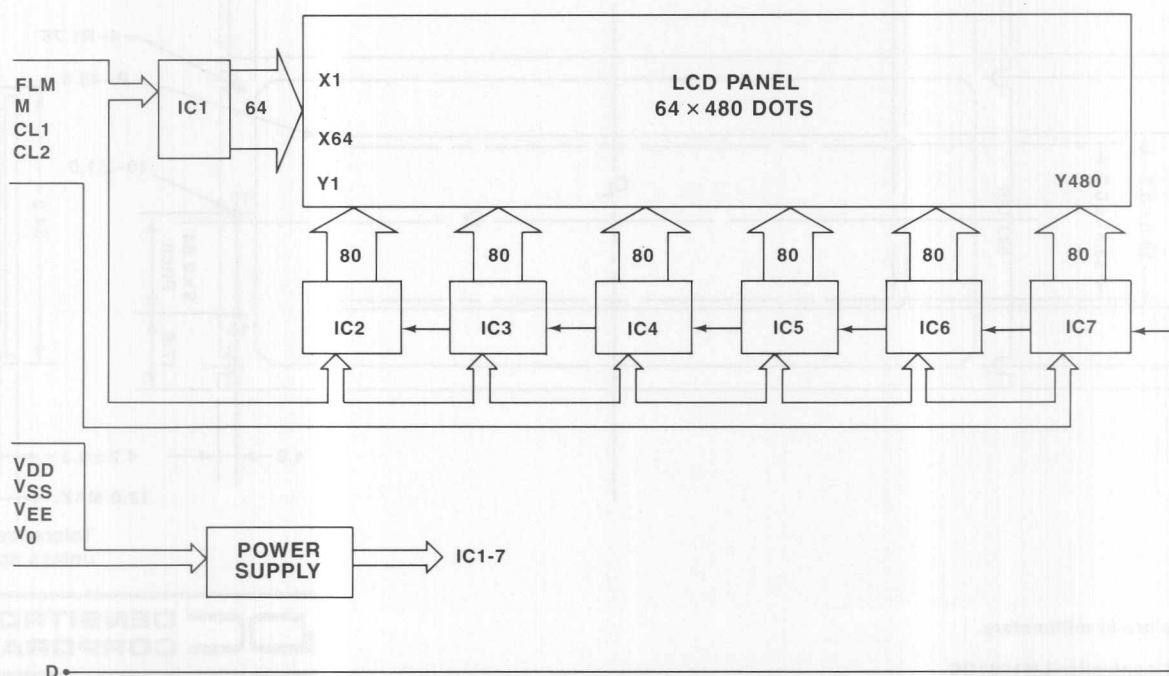 FLM
M
CL1
CL2
IC1
64
X1
X64
Y1
LCD PANEL
64 × 480 DOTS
Y480
80
80
80
80
80
80
IC2
IC3
IC4
IC5
IC6
IC7
VDD
VSS
VEE
V0
POWER
SUPPLY
IC1-7
D